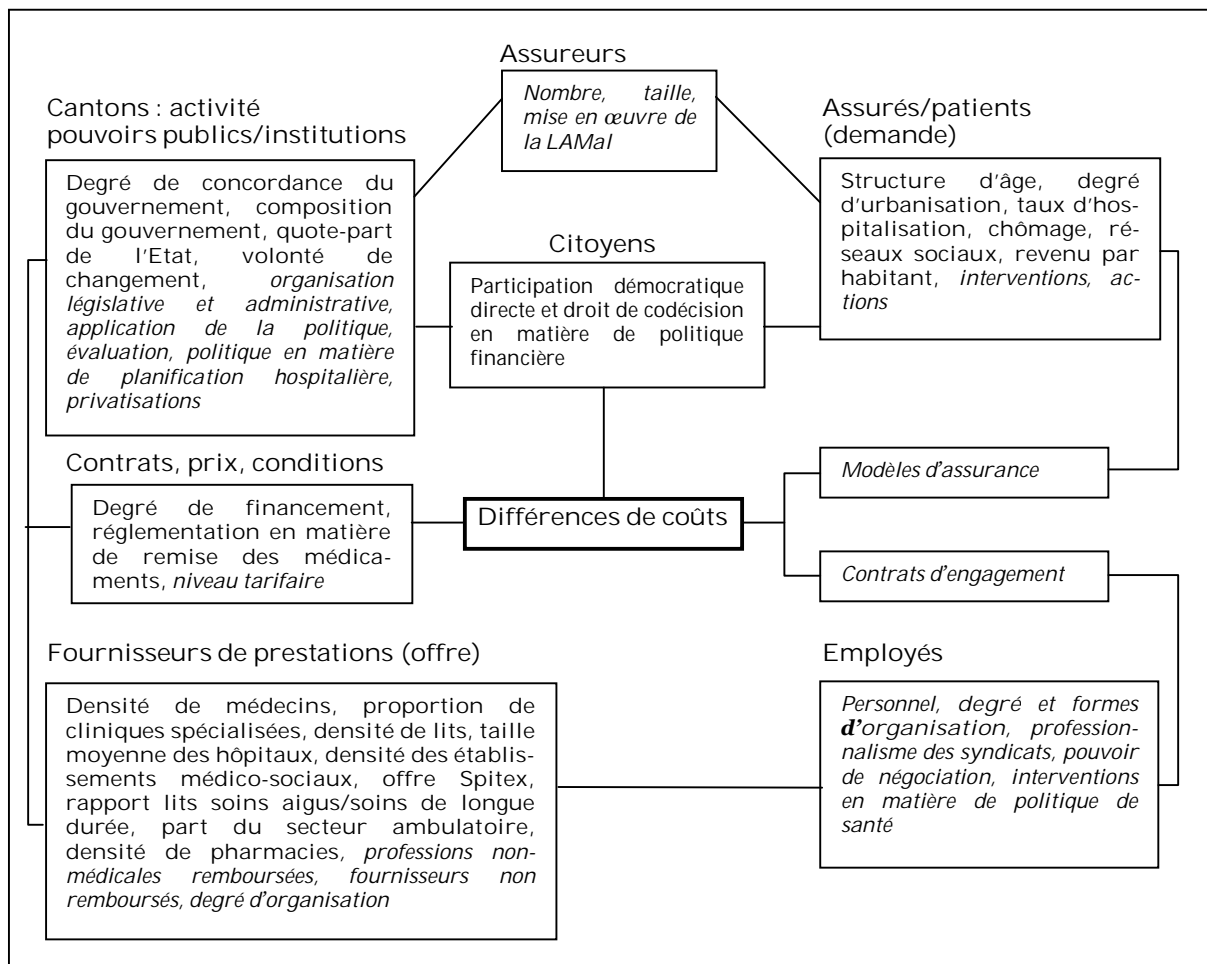 Assureurs
Nombre, taille,
mise en œuvre de
la LAMal
Cantons : activité
pouvoirs publics/institutions
Degré de concordance du
gouvernement, composition
du gouvernement, quote-part
de l'Etat, volonté de
changement, organisation
législative et administrative,
application de la politique,
évaluation, politique en matière
de planification hospitalière,
privatisations
Assurés/patients
(demande)
Structure d'âge, degré
d'urbanisation, taux d'hos-
pitalisation, chômage, ré-
seaux sociaux, revenu par
habitant, interventions, ac-
tions
Citoyens
Participation démocratique
directe et droit de codécision
en matière de politique
financière
Contrats, prix, conditions
Degré de financement,
réglementation en matière
de remise des médica-
ments, niveau tarifaire
Différences de coûts
Modèles d'assurance
Contrats d'engagement
Fournisseurs de prestations (offre)
Densité de médecins, proportion de
cliniques spécialisées, densité de lits, taille
moyenne des hôpitaux, densité des établis-
sements médico-sociaux, offre Spitex,
rapport lits soins aigus/soins de longue
durée, part du secteur ambulatoire,
densité de pharmacies, professions non-
médicales remboursées, fournisseurs non
remboursés, degré d'organisation
Employés
Personnel, degré et formes
d'organisation, profession-
nalisme des syndicats, pouvoir
de négociation, interventions
en matière de politique de
santé